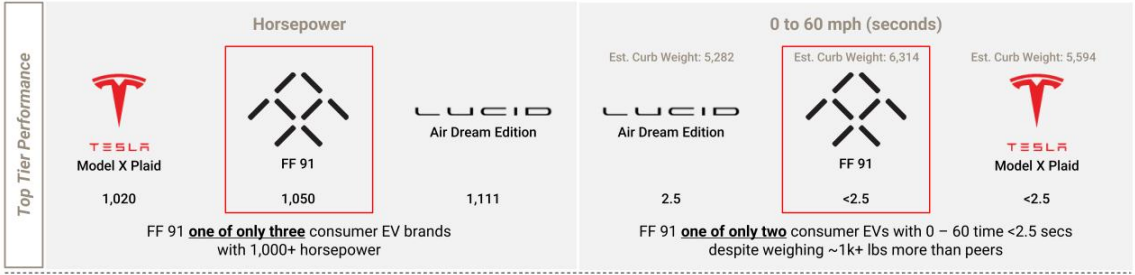 Top Tier Performance
Horsepower
TESLA
Model X Plaid
1,020
FF 91
1,050
LUCID
Air Dream Edition
1,111
FF 91 one of only three consumer EV brands
with 1,000+ horsepower
0 to 60 mph (seconds)
Est. Curb Weight: 5,282
LUCID
Air Dream Edition
2.5
Est. Curb Weight: 6,314
FF 91
<2.5
Est. Curb Weight: 5,594
TESLA
Model X Plaid
<2.5
FF 91 one of only two consumer EVs with 0 – 60 time <2.5 secs
despite weighing ~1k+ lbs more than peers